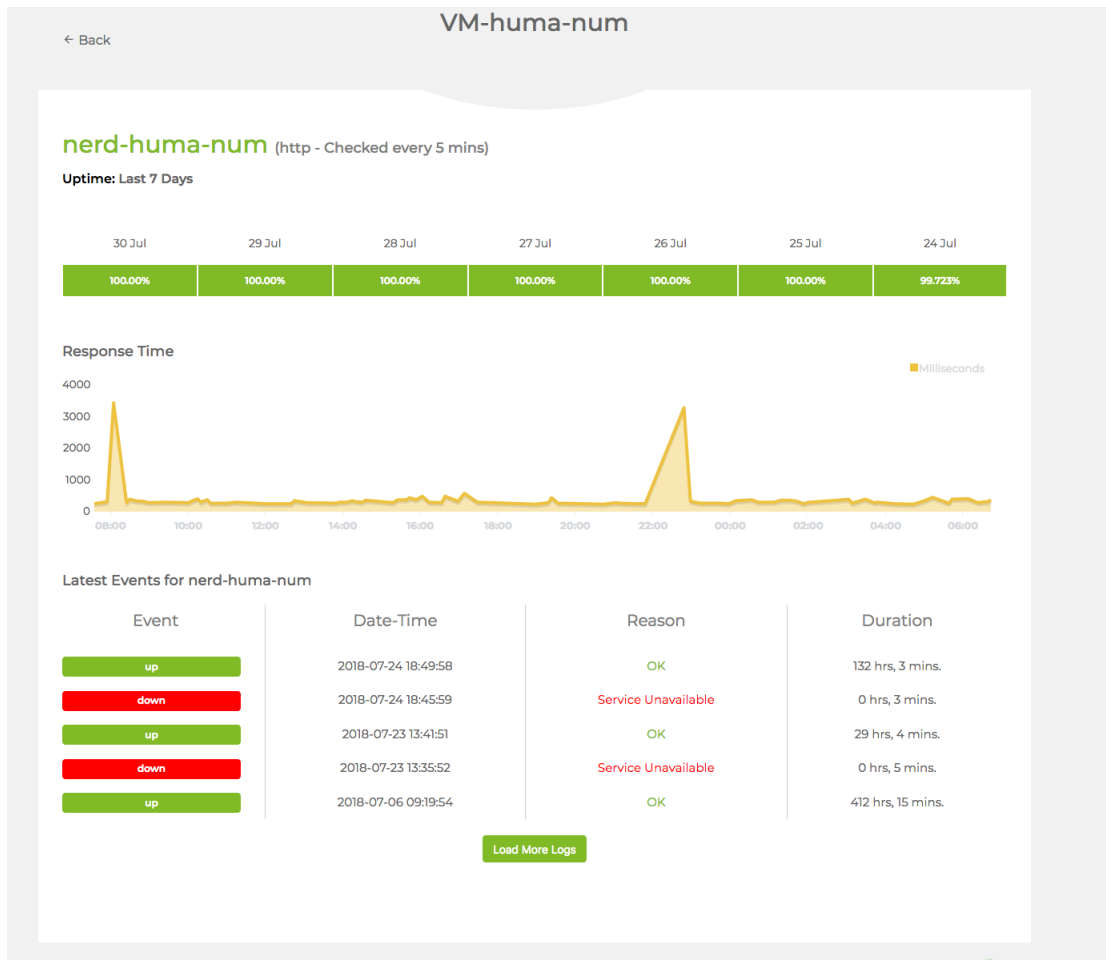 VM-huma-num
← Back
nerd-huma-num (http - Checked every 5 mins)
Uptime: Last 7 Days
30 Jul 29 Jul 28 Jul 27 Jul 26 Jul 25 Jul 24 Jul
100.00% 100.00% 100.00% 100.00% 100.00% 100.00% 99.723%
Response Time
Milliseconds
4000
3000
2000
1000
0
08:00 10:00 12:00 14:00 16:00 18:00 20:00 22:00 00:00 02:00 04:00 06:00
Latest Events for nerd-huma-num
Event Date-Time Reason Duration
up 2018-07-24 18:49:58 OK 132 hrs, 3 mins.
down 2018-07-24 18:45:59 Service Unavailable 0 hrs, 3 mins.
up 2018-07-23 13:41:51 OK 29 hrs, 4 mins.
down 2018-07-23 13:35:52 Service Unavailable 0 hrs, 5 mins.
up 2018-07-06 09:19:54 OK 412 hrs, 15 mins.
Load More Logs